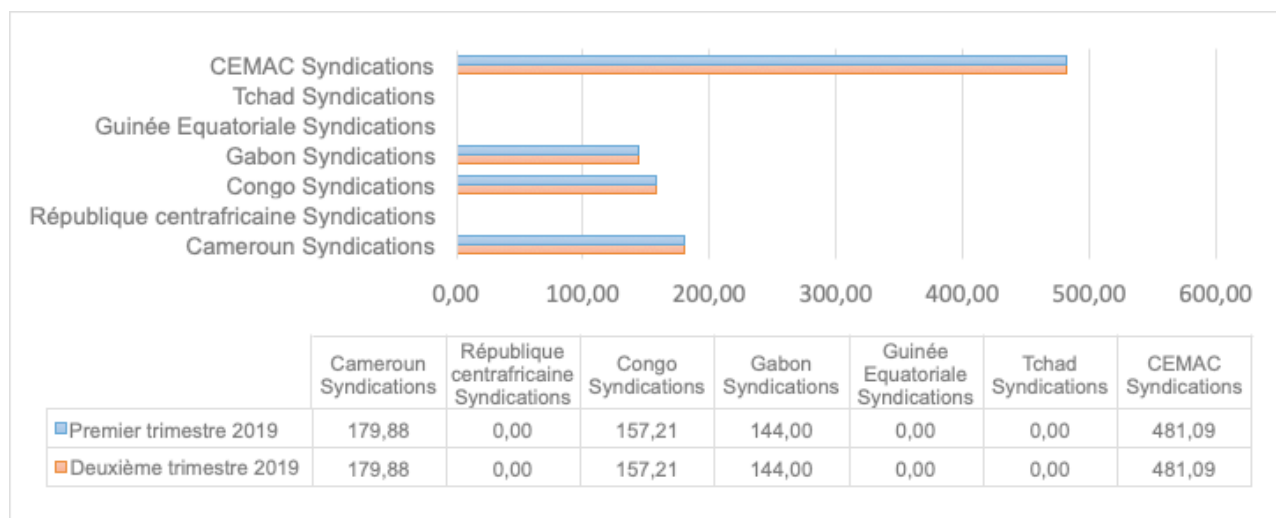 CEMAC Syndications
Tchad Syndications
Guinée Equatoriale Syndications
Gabon Syndications
Congo Syndications
République centrafricaine Syndications
Cameroun Syndications
0,00 100,00 200,00 300,00 400,00 500,00 600,00
Cameroun Syndications République centrafricaine Syndications Congo Syndications Gabon Syndications Guinée Equatoriale Syndications Tchad Syndications CEMAC Syndications
Premier trimestre 2019 179,88 0,00 157,21 144,00 0,00 0,00 481,09
Deuxième trimestre 2019 179,88 0,00 157,21 144,00 0,00 0,00 481,09